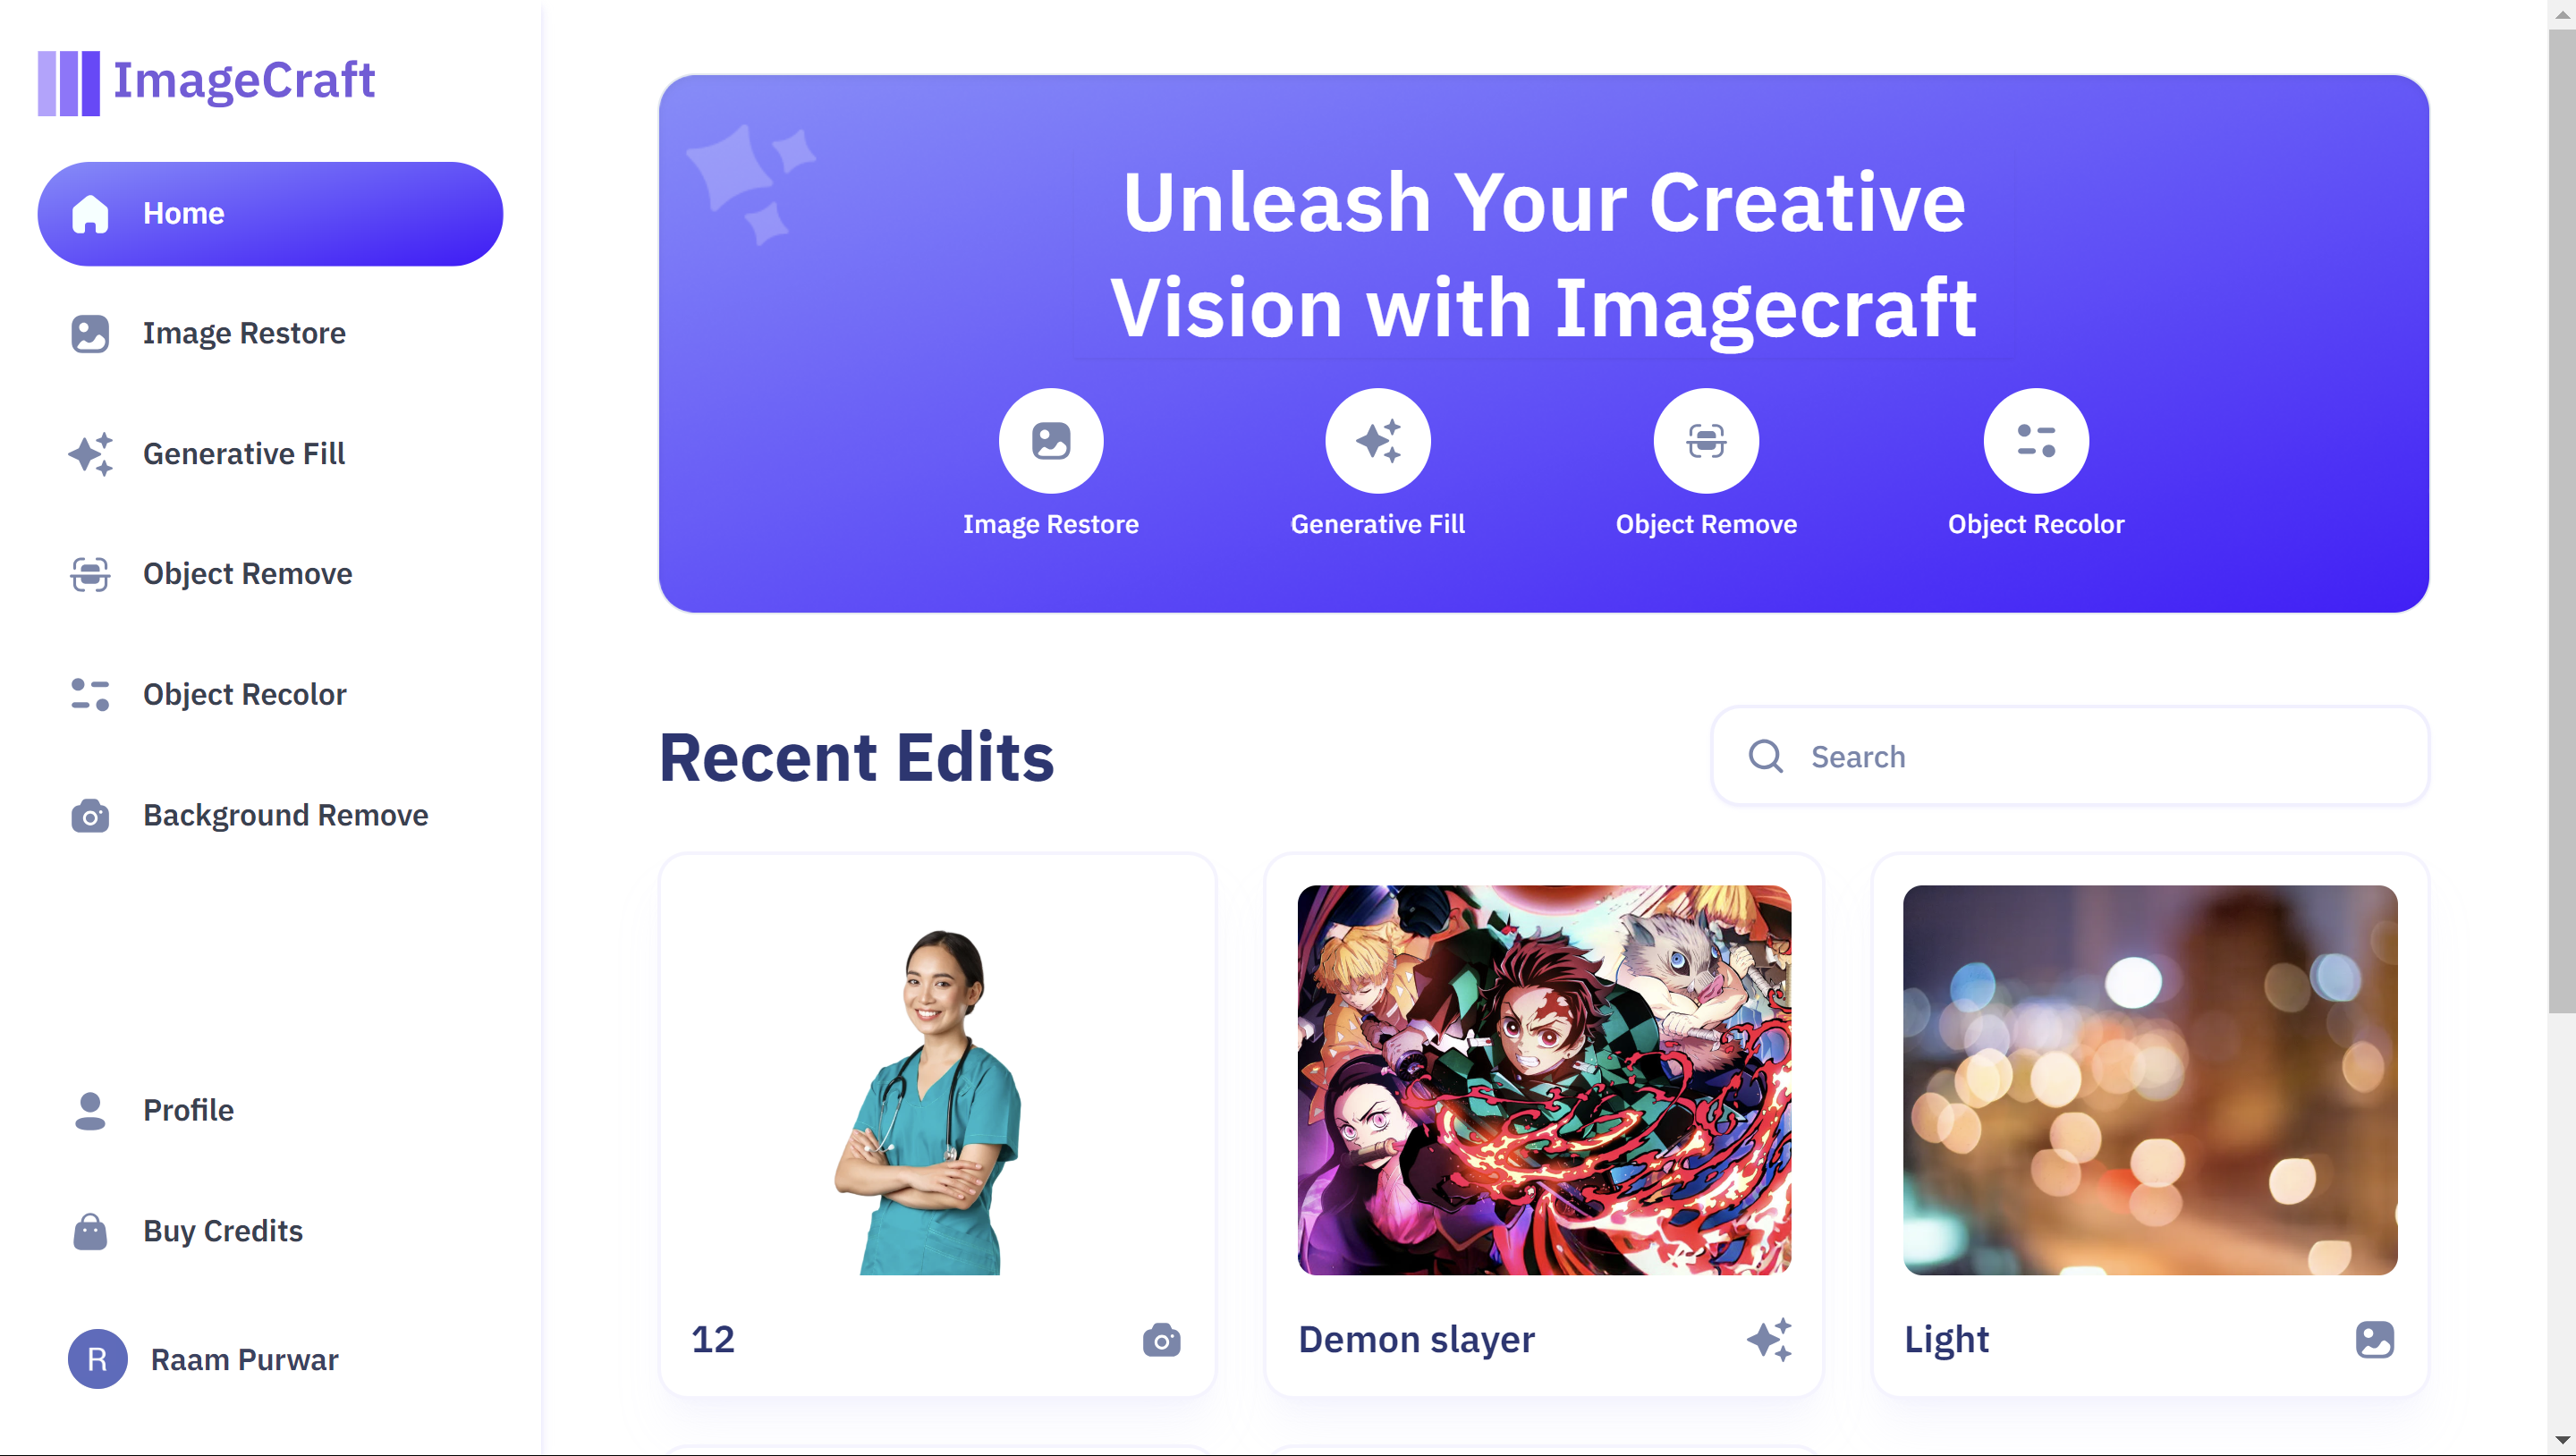 ImageCraft
Home
Image Restore
Generative Fill
Object Remove
Object Recolor
Background Remove
Profile
Buy Credits
R
Raam Purwar
Unleash Your Creative
Vision with Imagecraft
Image Restore
Generative Fill
Object Remove
Object Recolor
Recent Edits
Search
12
Demon slayer
Light